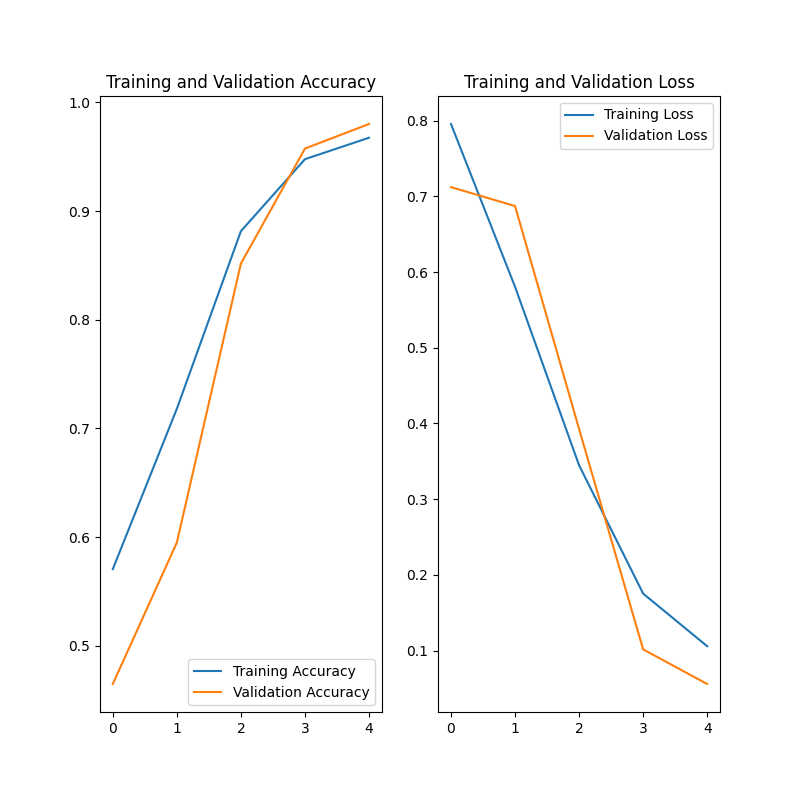 Training and Validation Accuracy
1.0
0.9
0.8
0.7
0.6
0.5
Training Accuracy
Validation Accuracy
0 1 2 3 4
Training and Validation Loss
Training Loss
Validation Loss
0.8
0.7
0.6
0.5
0.4
0.3
0.2
0.1
0 1 2 3 4